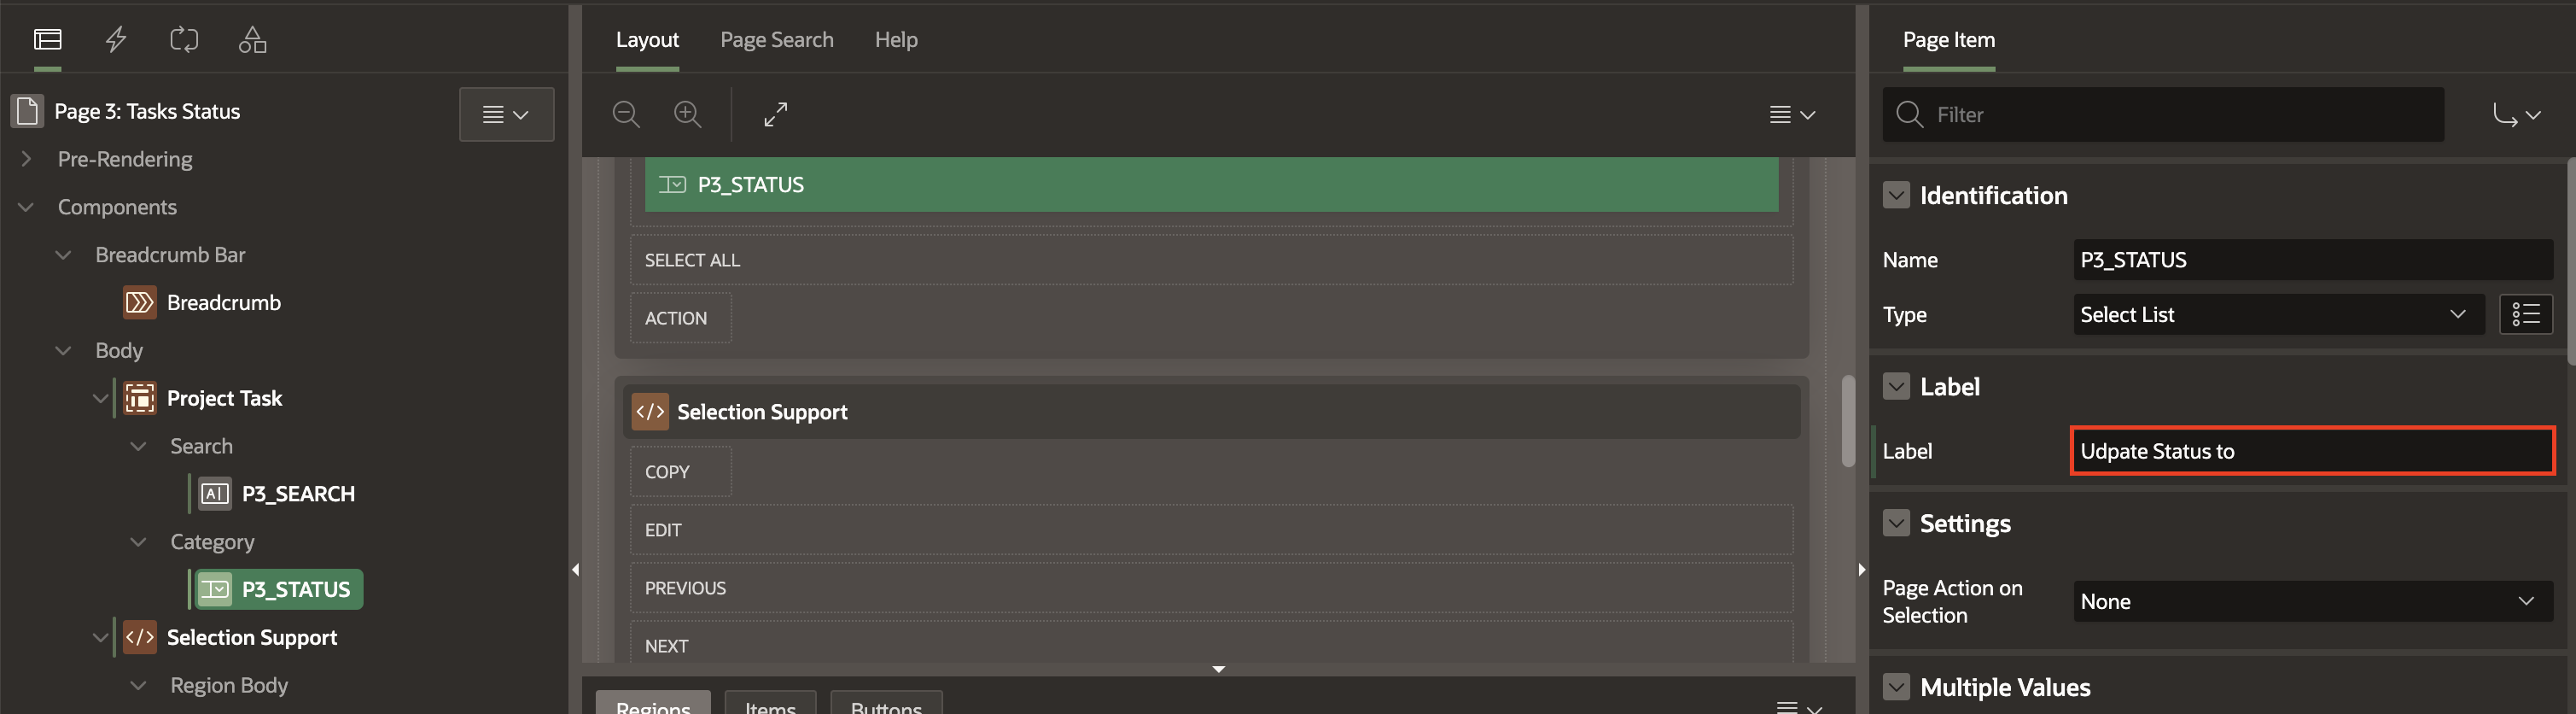 Page 3: Tasks Status
Pre-Rendering
Components
Breadcrumb Bar
Breadcrumb
Body
Project Task
Search
P3_SEARCH
Category
P3_STATUS
Selection Support
Region Body
Layout
Page Search
Help
P3_STATUS
SELECT ALL
ACTION
Selection Support
COPY
EDIT
PREVIOUS
NEXT
Regions
Items
Buttons
Page Item
Filter
Identification
Name
P3_STATUS
Type
Select List
Label
Label
Udpate Status to
Settings
Page Action on
Selection
None
Multiple Values